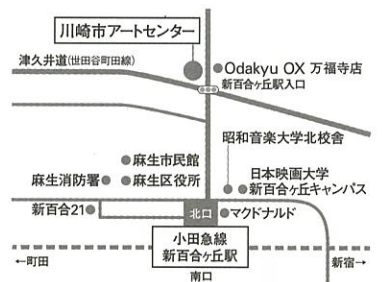 川崎市アートセンター
津久井道(世田谷町田線)
Odakyu OX 万福寺店
新百合ヶ丘駅入口
昭和音楽大学北校舎
麻生市民館
日本映画大学
麻生消防署
麻生区役所
新百合ヶ丘キャンパス
新百合21
北口
マクドナルド
小田急線
新百合ヶ丘駅
←町田
新宿→
南口